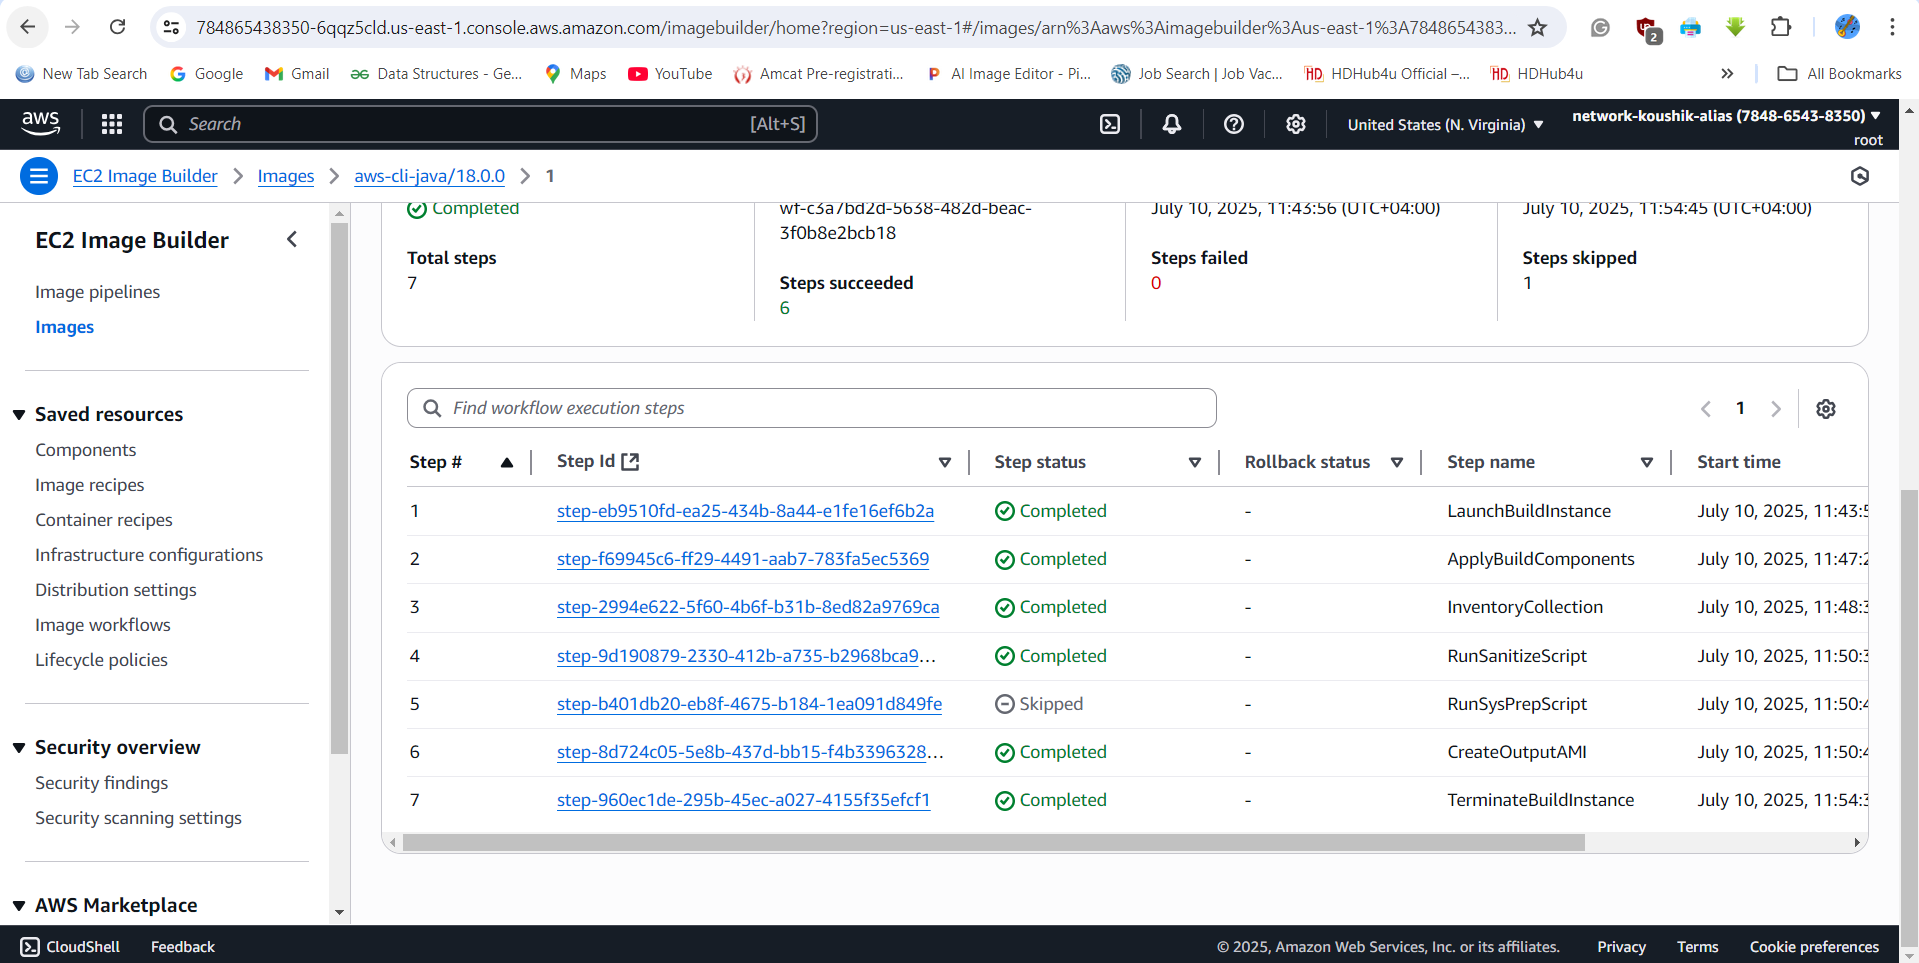 784865438350-6qqz5cld.us-east-1.console.aws.amazon.com/imagebuilder/home?region=us-east-1#/images/arn%3Aaws%3Aimagebuilder%3Aus-east-1%3A7848654383...
2
New Tab Search Google Gmail Data Structures - Ge... Maps YouTube Amcat Pre-registrati... AI Image Editor - Pi... Job Search | Job Vac... HDHub4u Official –... HDHub4u » All Bookmarks
aws Search [Alt+S] United States (N. Virginia) network-koushik-alias (7848-6543-8350)
root
EC2 Image Builder > Images > aws-cli-java/18.0.0 > 1
EC2 Image Builder
Image pipelines
Images
Saved resources
Components
Image recipes
Container recipes
Infrastructure configurations
Distribution settings
Image workflows
Lifecycle policies
Security overview
Security findings
Security scanning settings
AWS Marketplace
Completed
Total steps
7
wf-c3a7bd2d-5638-482d-beac-
3f0b8e2bcb18
Steps succeeded
6
July 10, 2025, 11:43:56 (UTC+04:00)
Steps failed
0
July 10, 2025, 11:54:45 (UTC+04:00)
Steps skipped
1
Find workflow execution steps 1
Step # Step Id Step status Rollback status Step name Start time
1 step-eb9510fd-ea25-434b-8a44-e1fe16ef6b2a Completed - LaunchBuildInstance July 10, 2025, 11:43:5
2 step-f69945c6-ff29-4491-aab7-783fa5ec5369 Completed - ApplyBuildComponents July 10, 2025, 11:47:2
3 step-2994e622-5f60-4b6f-b31b-8ed82a9769ca Completed - InventoryCollection July 10, 2025, 11:48:3
4 step-9d190879-2330-412b-a735-b2968bca9... Completed - RunSanitizeScript July 10, 2025, 11:50:3
5 step-b401db20-eb8f-4675-b184-1ea091d849fe Skipped - RunSysPrepScript July 10, 2025, 11:50:4
6 step-8d724c05-5e8b-437d-bb15-f4b3396328... Completed - CreateOutputAMI July 10, 2025, 11:50:4
7 step-960ec1de-295b-45ec-a027-4155f35efcf1 Completed - TerminateBuildInstance July 10, 2025, 11:54:3
CloudShell Feedback © 2025, Amazon Web Services, Inc. or its affiliates. Privacy Terms Cookie preferences